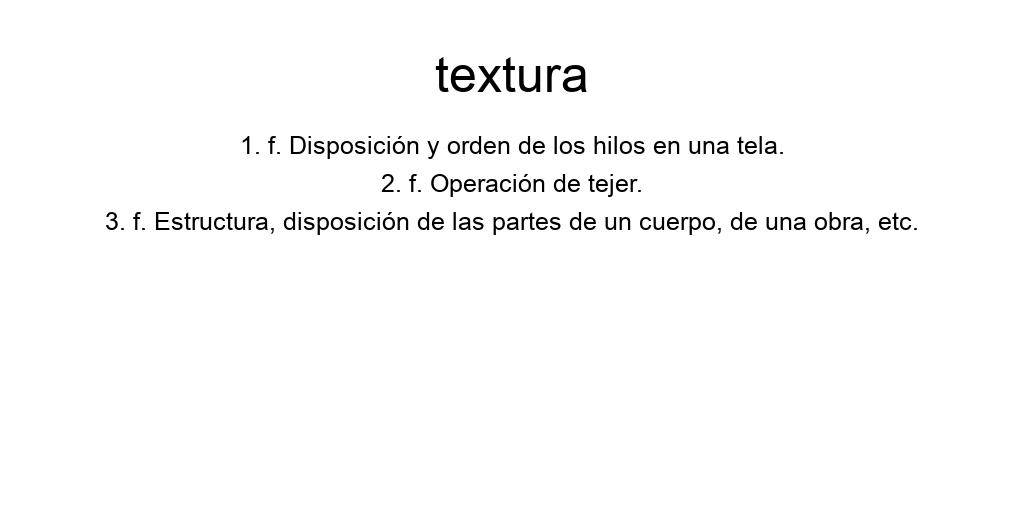 textura
1. f. Disposición y orden de los hilos en una tela.
2. f. Operación de tejer.
3. f. Estructura, disposición de las partes de un cuerpo, de una obra, etc.